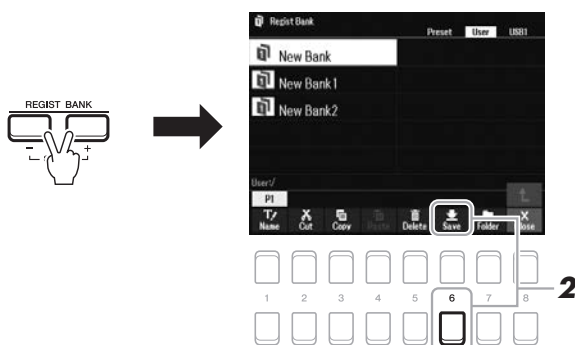 Regist Bank
Preset User USB1
New Bank
New Bank1
New Bank2
REGIST BANK
- +
User:/
P1
Name Cut Copy Paste Delete Save Folder Close
1 2 3 4 5 6 7 8
2